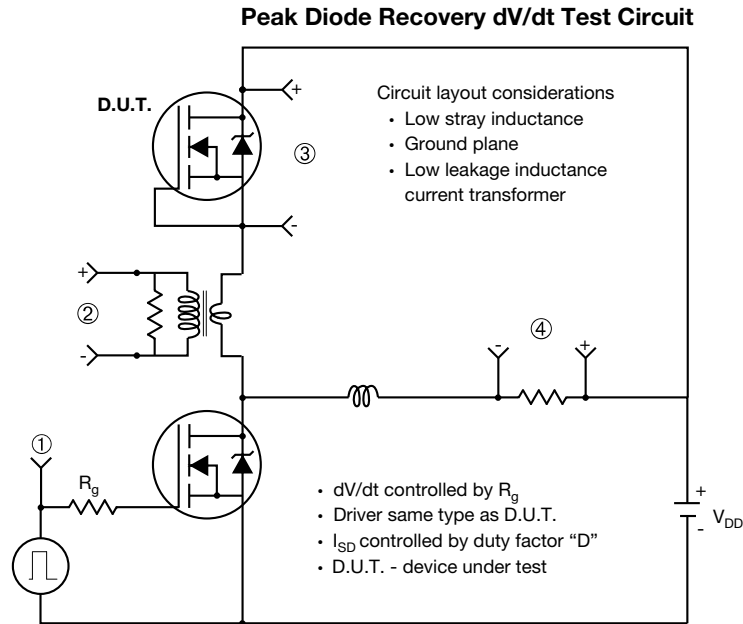 Peak Diode Recovery dV/dt Test Circuit
D.U.T.
+
-
③
Circuit layout considerations
• Low stray inductance
• Ground plane
• Low leakage inductance
current transformer
+
②
-
-
④
+
①
Rg
• dV/dt controlled by Rg
• Driver same type as D.U.T.
• ISD controlled by duty factor “D”
• D.U.T. - device under test
+
-
VDD